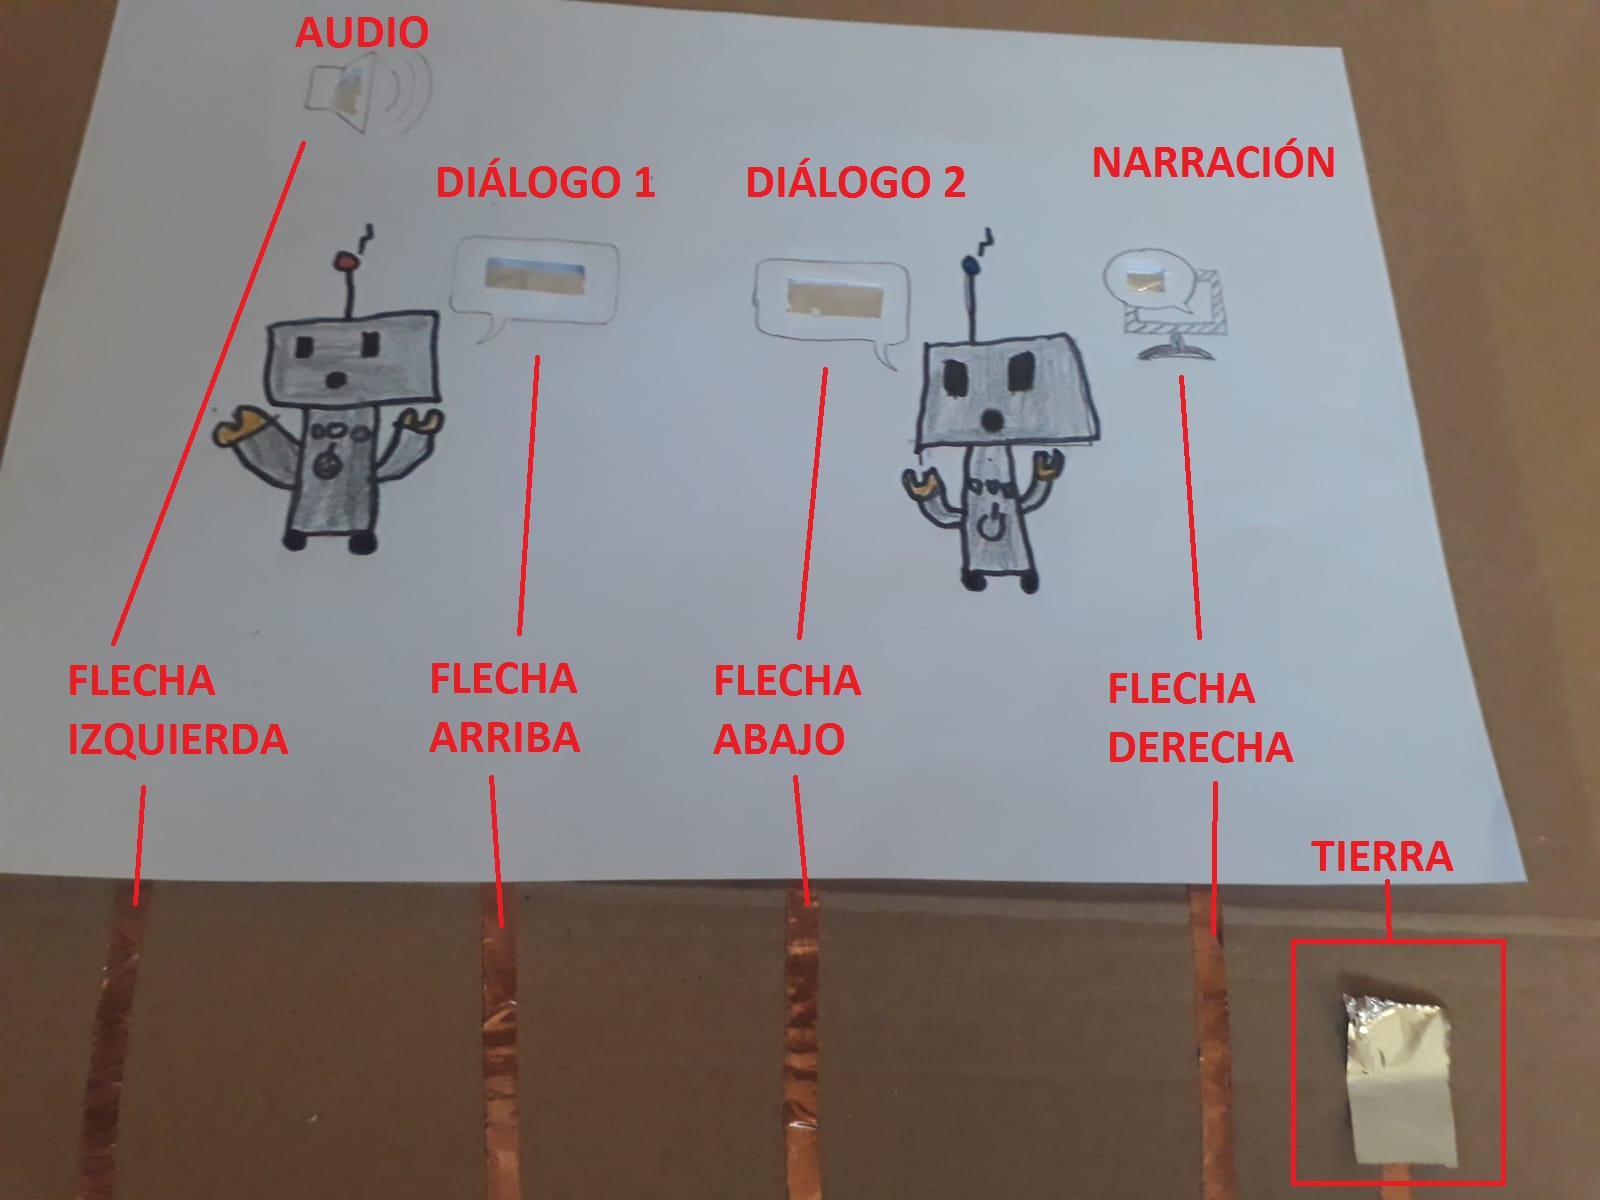 AUDIO
DIÁLOGO 1
DIÁLOGO 2
NARRACIÓN
FLECHA
IZQUIERDA
FLECHA
ARRIBA
FLECHA
ABAJO
FLECHA
DERECHA
TIERRA